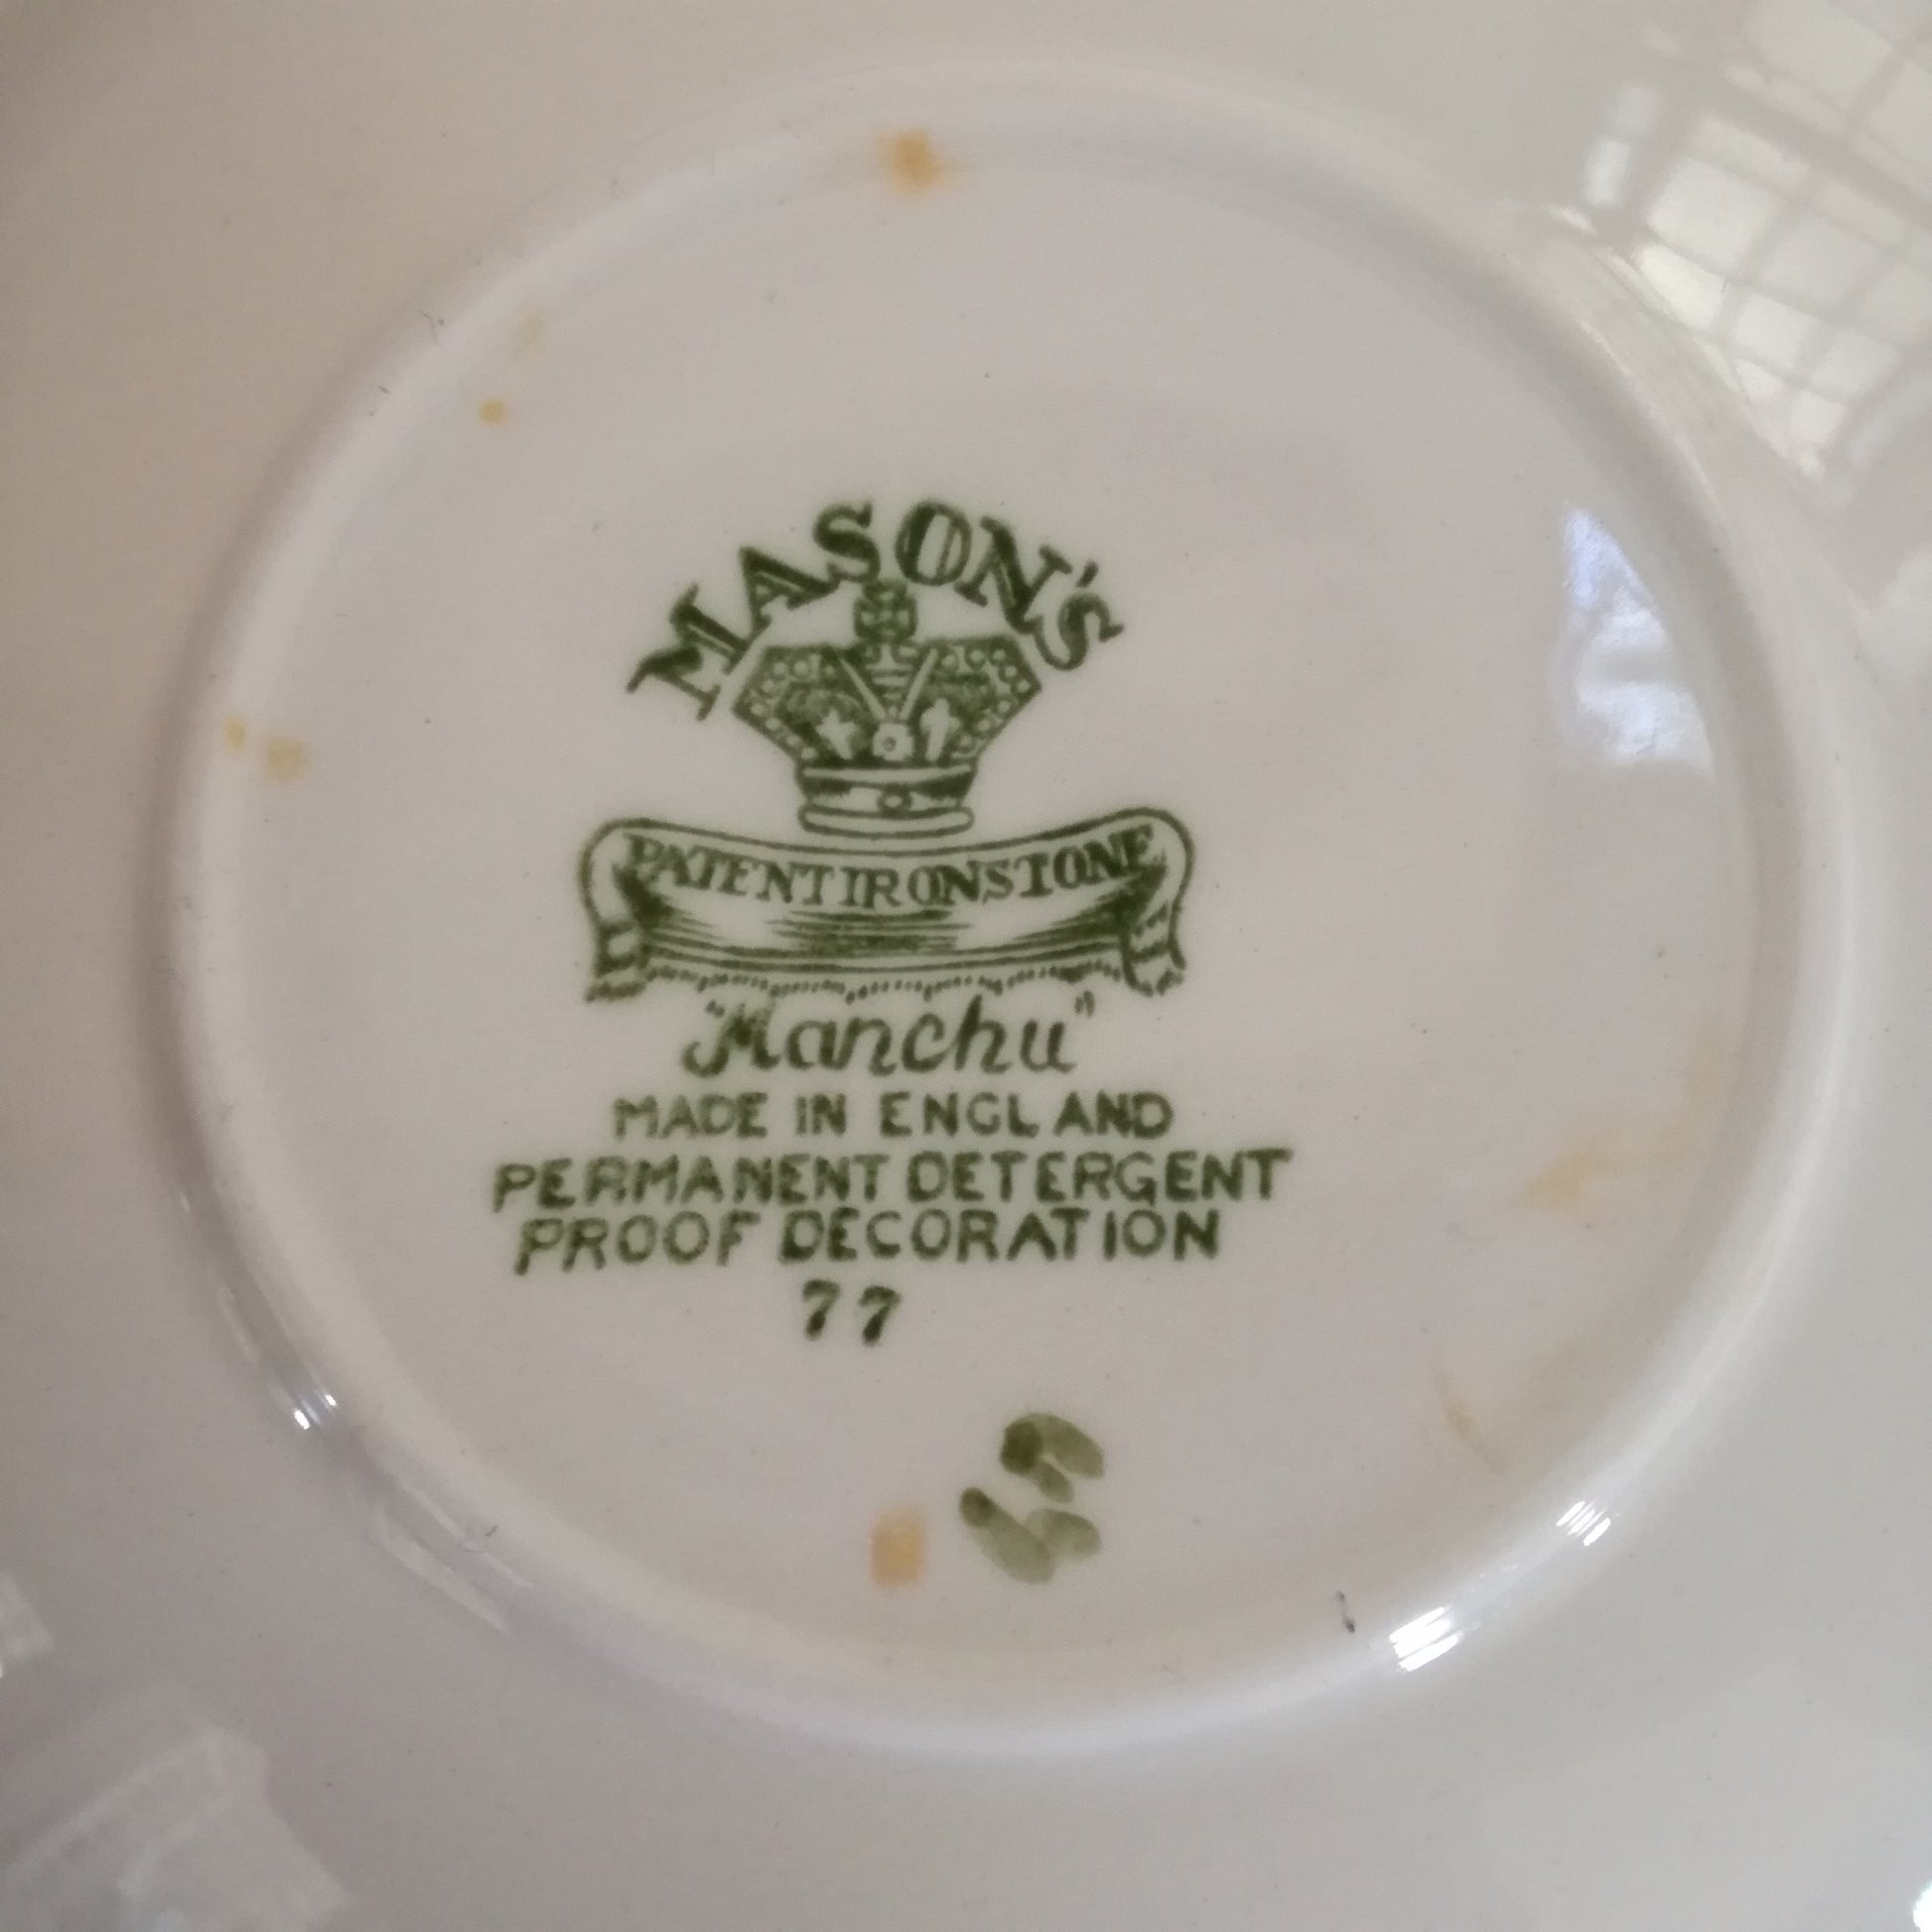 MASON'S
PATENT IRONSTONE
"Manchu"
MADE IN ENGLAND
PERMANENT DETERGENT
PROOF DECORATION
77